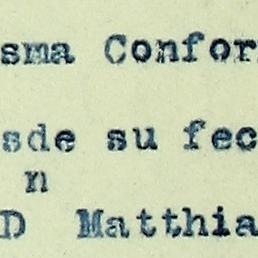 sma Confor
sde su fec
n
D Matthia